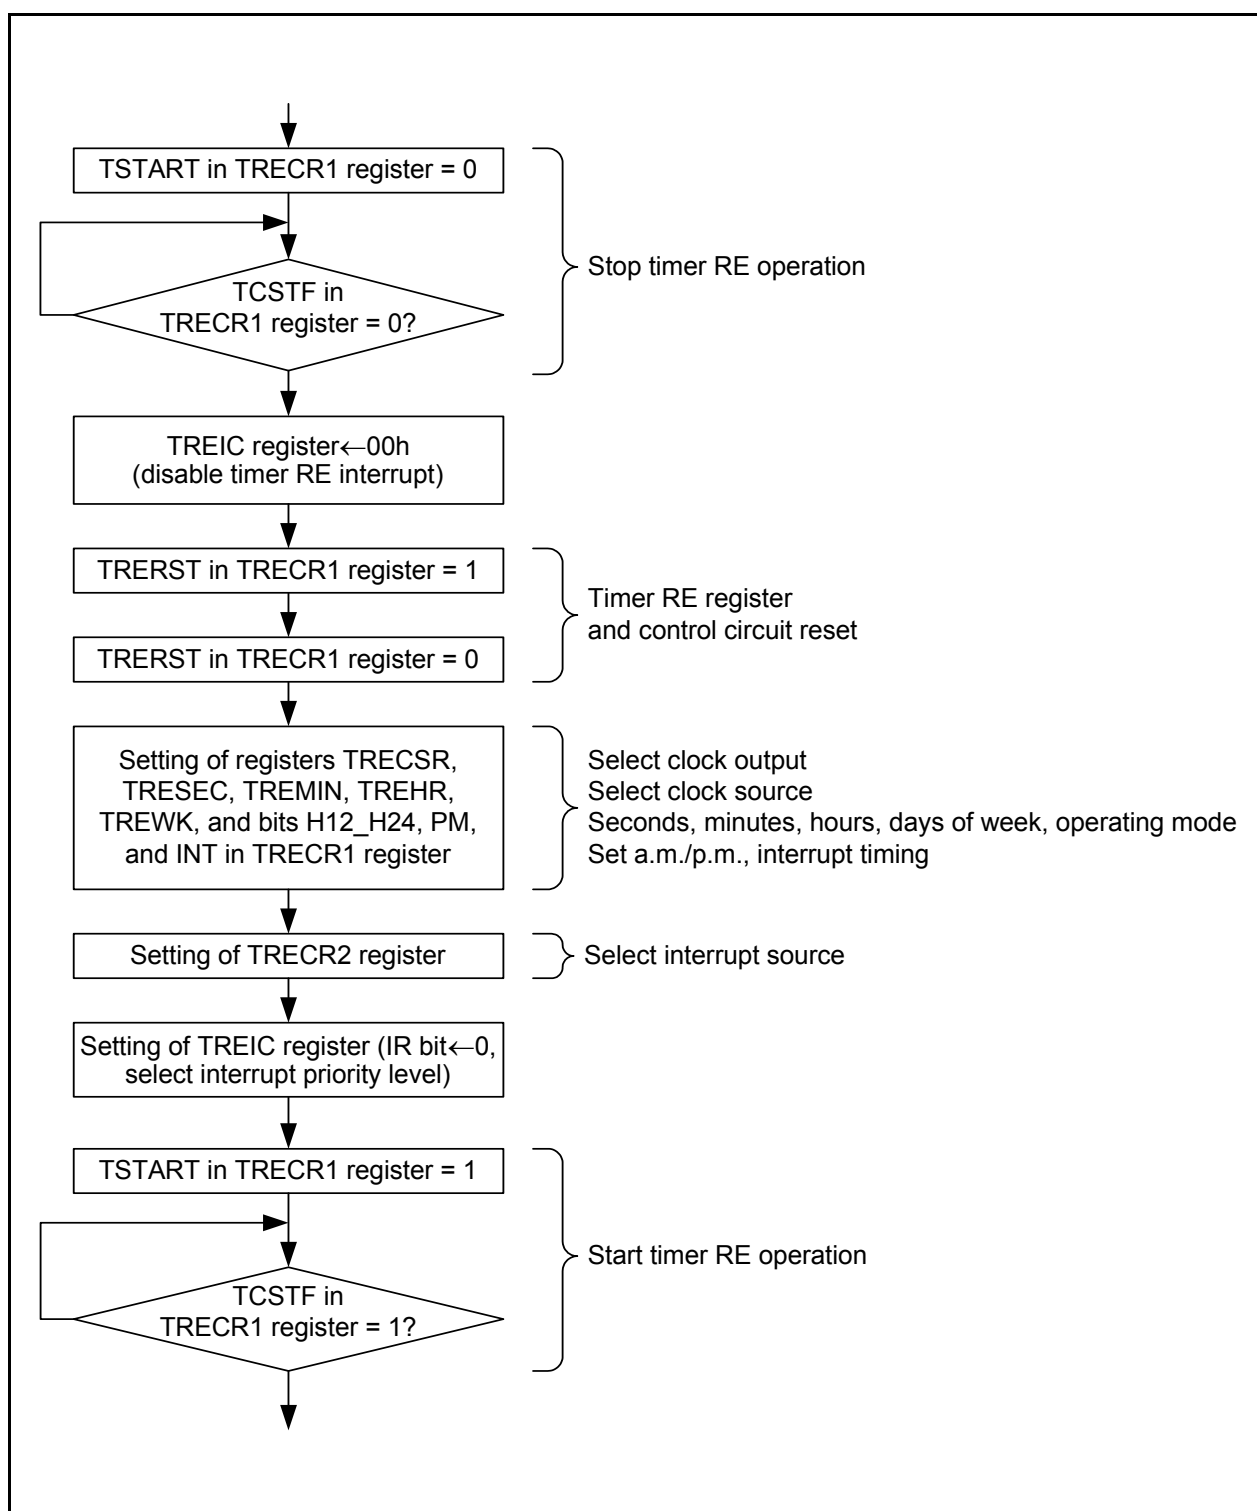 TSTART in TRECR1 register = 0
TCSTF in
TRECR1 register = 0?
Stop timer RE operation
TREIC register←00h
(disable timer RE interrupt)
TRERST in TRECR1 register = 1
TRERST in TRECR1 register = 0
Timer RE register
and control circuit reset
Setting of registers TRECSR,
TRESEC, TREMIN, TREHR,
TREWK, and bits H12_H24, PM,
and INT in TRECR1 register
Select clock output
Select clock source
Seconds, minutes, hours, days of week, operating mode
Set a.m./p.m., interrupt timing
Setting of TRECR2 register
Select interrupt source
Setting of TREIC register (IR bit←0,
select interrupt priority level)
TSTART in TRECR1 register = 1
TCSTF in
TRECR1 register = 1?
Start timer RE operation